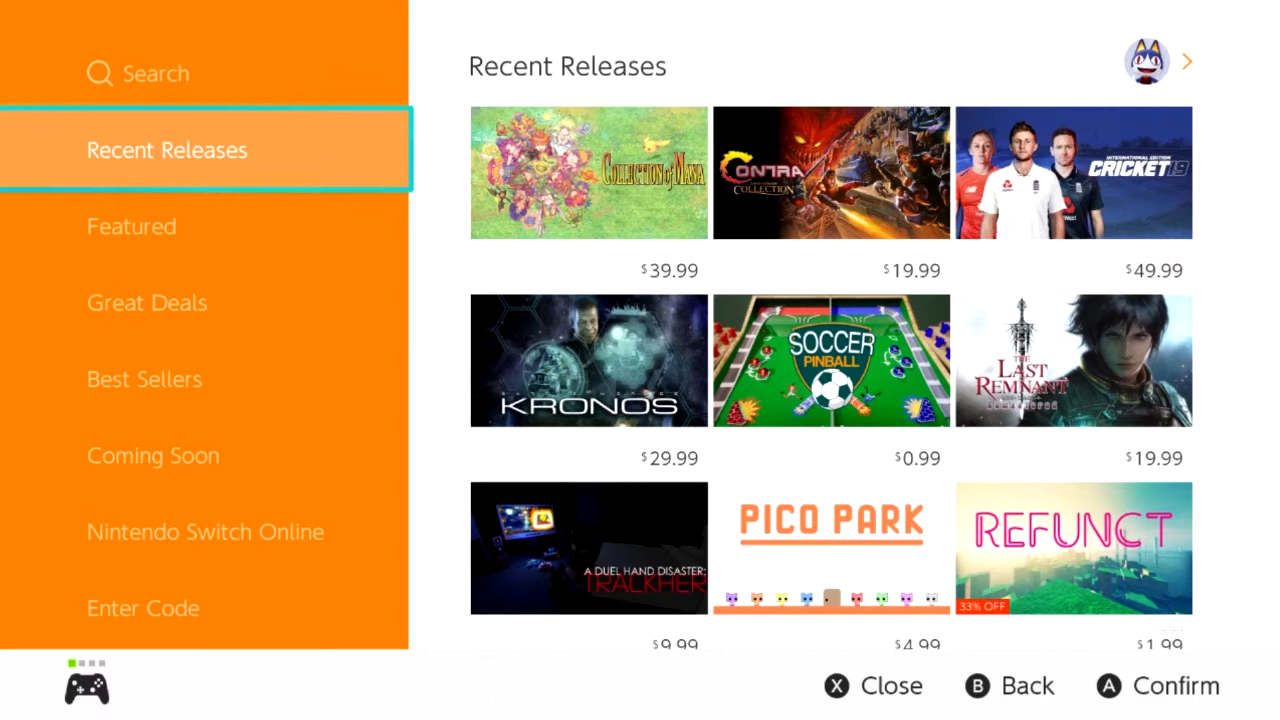 Search
Recent Releases
Featured
Great Deals
Best Sellers
Coming Soon
Nintendo Switch Online
Enter Code
Recent Releases
COLLECTION of MANA
CONTRA
COLLECTION
INTERNATIONAL EDITION
CRICKET 19
$39.99
$19.99
$49.99
KRONOS
SOCCER
PINBALL
THE
LAST
REMNANT
Remastered
$29.99
$0.99
$19.99
A DUEL HAND DISASTER:
TRACKHER
PICO PARK
REFUNCT
33% OFF
$9.99
$4.99
$1.99
X Close
B Back
A Confirm